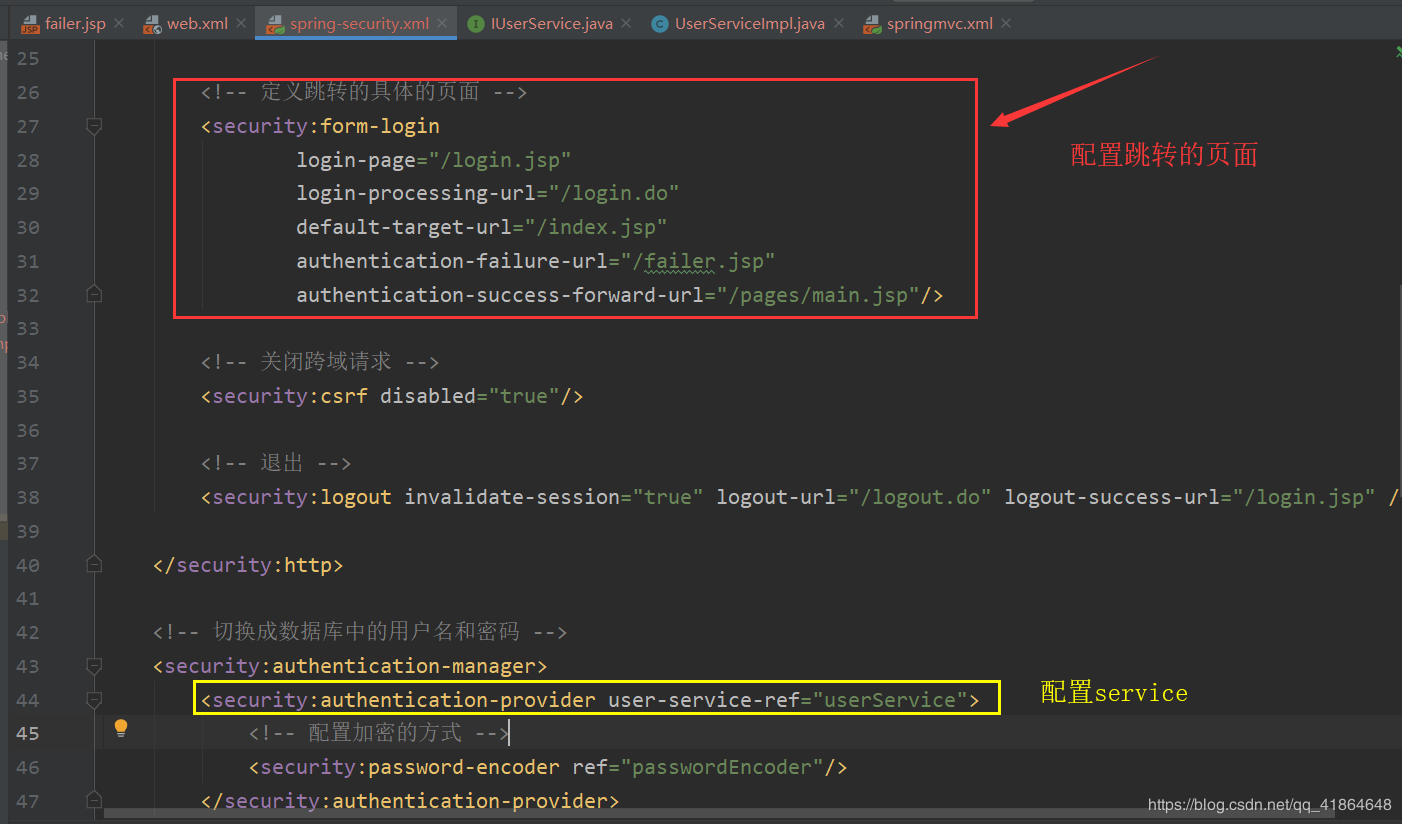 failer.jsp web.xml spring-security.xml IUserService.java UserServiceImpl.java springmvc.xml
25
26 <!-- 定义跳转的具体的页面 -->
27 <security:form-login
配置跳转的页面
28 login-page="/login.jsp"
29 login-processing-url="/login.do"
30 default-target-url="/index.jsp"
31 authentication-failure-url="/failer.jsp"
32 authentication-success-forward-url="/pages/main.jsp"/>
33
34 <!-- 关闭跨域请求 -->
35 <security:csrf disabled="true"/>
36
37 <!-- 退出 -->
38 <security:logout invalidate-session="true" logout-url="/logout.do" logout-success-url="/login.jsp" /
39
40 </security:http>
41
42 <!-- 切换成数据库中的用户名和密码 -->
43 <security:authentication-manager>
44 <security:authentication-provider user-service-ref="userService">
配置service
45 <!-- 配置加密的方式 -->
46 <security:password-encoder ref="passwordEncoder"/>
47 </security:authentication-provider>
https://blog.csdn.net/qq_41864648